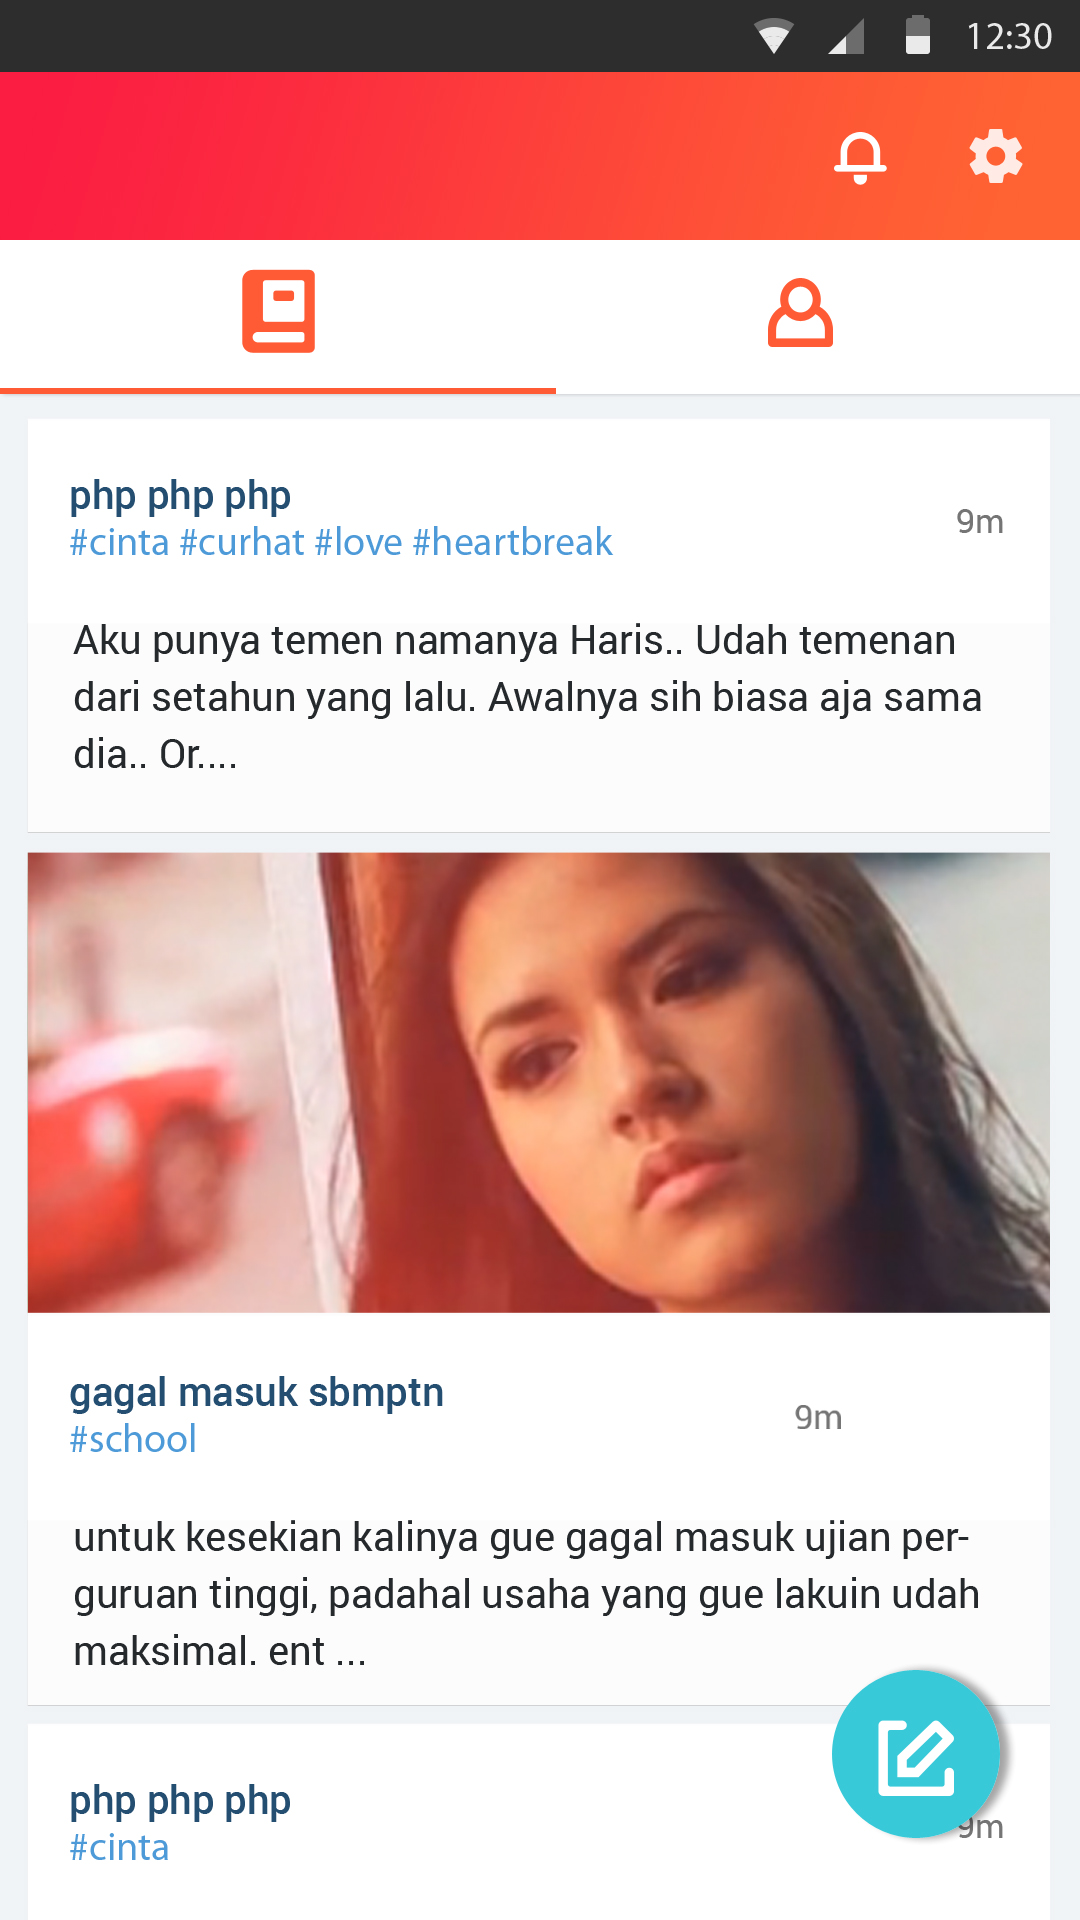 12:30
php php php
#cinta #curhat #love #heartbreak
9m
Aku punya temen namanya Haris.. Udah temenan
dari setahun yang lalu. Awalnya sih biasa aja sama
dia.. Or....
gagal masuk sbmptn
#school
9m
untuk kesekian kalinya gue gagal masuk ujian per-
guruan tinggi, padahal usaha yang gue lakuin udah
maksimal. ent ...
php php php
#cinta
9m